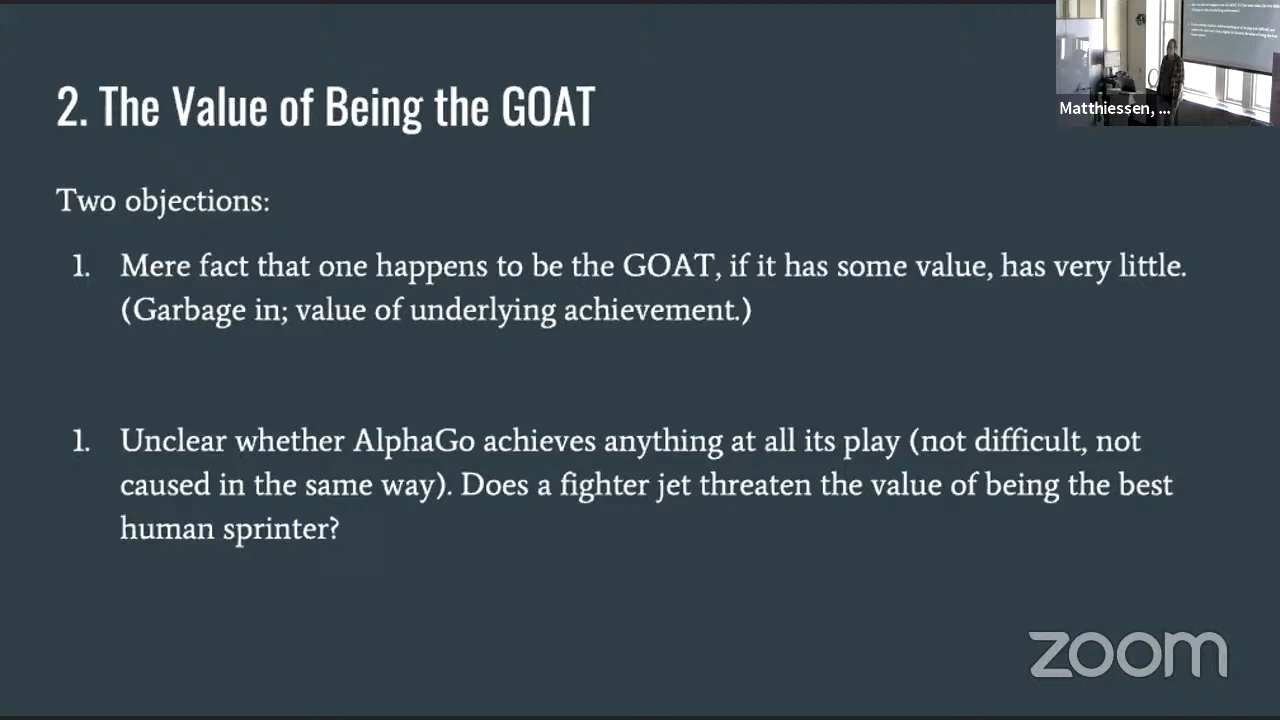 2. The Value of Being the GOAT
Two objections:
1. Mere fact that one happens to be the GOAT, if it has some value, has very little.
(Garbage in; value of underlying achievement.)
1. Unclear whether AlphaGo achieves anything at all its play (not difficult, not
caused in the same way). Does a fighter jet threaten the value of being the best
human sprinter?
Matthiessen, ...
zoom